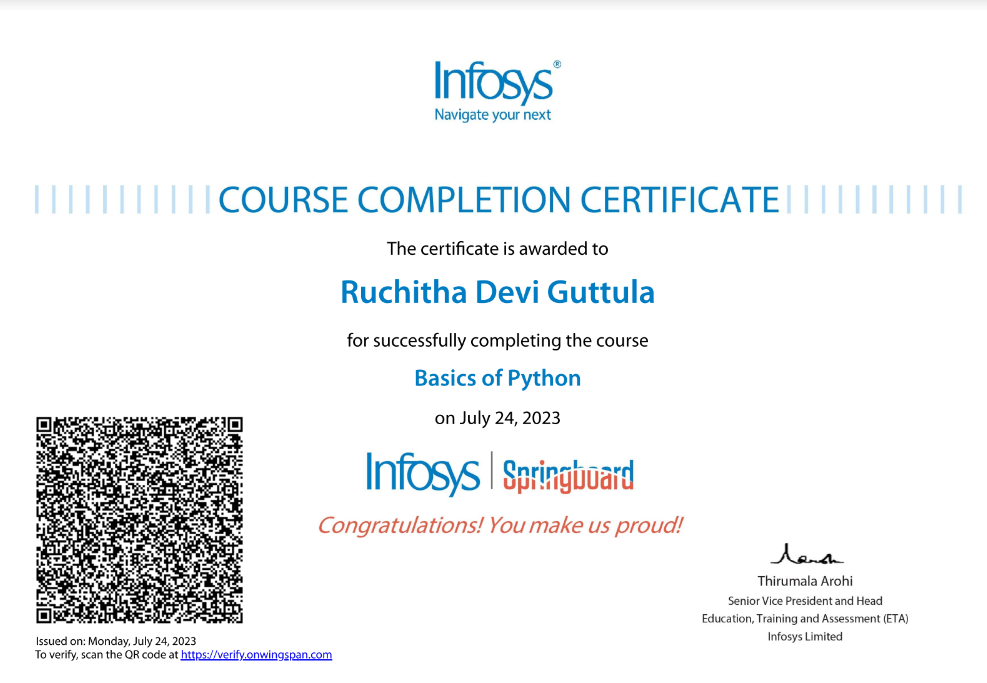 Infosys®
Navigate your next
COURSE COMPLETION CERTIFICATE
The certificate is awarded to
Ruchitha Devi Guttula
for successfully completing the course
Basics of Python
on July 24, 2023
Infosys | Springboard
Congratulations! You make us proud!
Thirumala Arohi
Senior Vice President and Head
Education, Training and Assessment (ETA)
Infosys Limited
Issued on: Monday, July 24, 2023
To verify, scan the QR code at https://verify.onwingspan.com